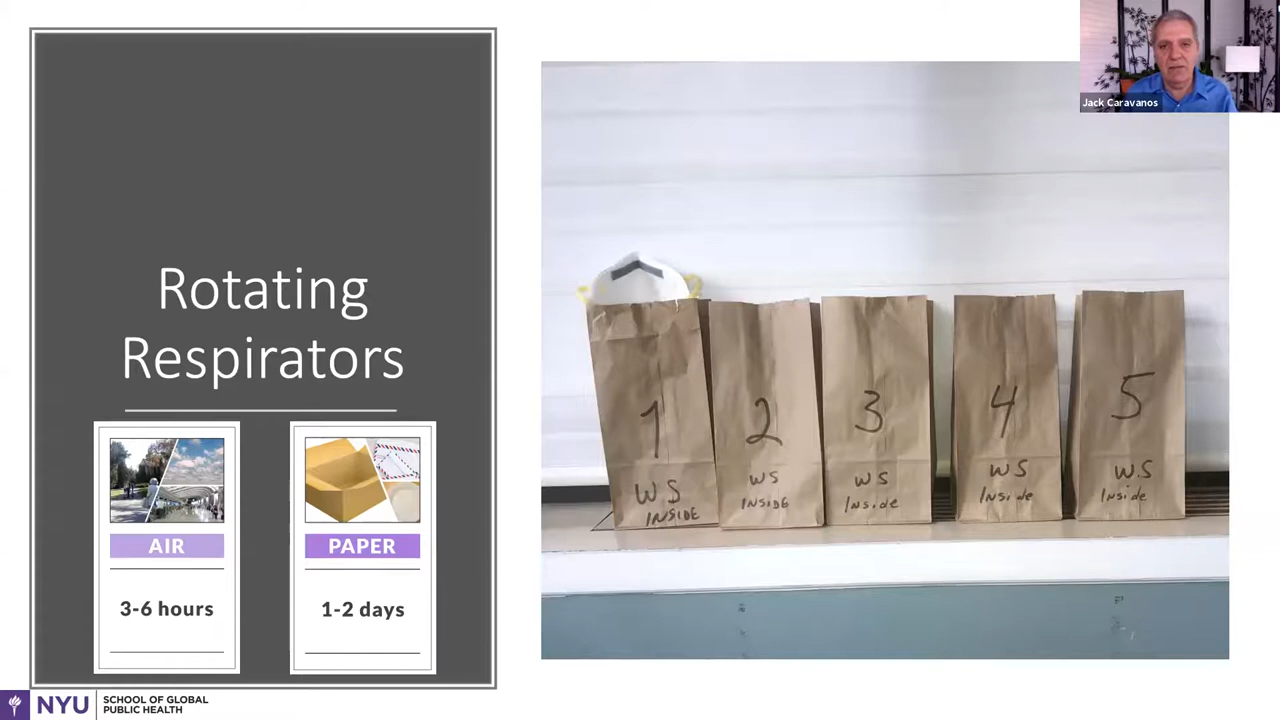 Jack Caravanos
Rotating
Respirators
AIR
3-6 hours
PAPER
1-2 days
1
WS
INSIDE
2
WS
INSIDE
3
WS
Inside
4
WS
Inside
5
W.S
Inside
NYU
SCHOOL OF GLOBAL
PUBLIC HEALTH